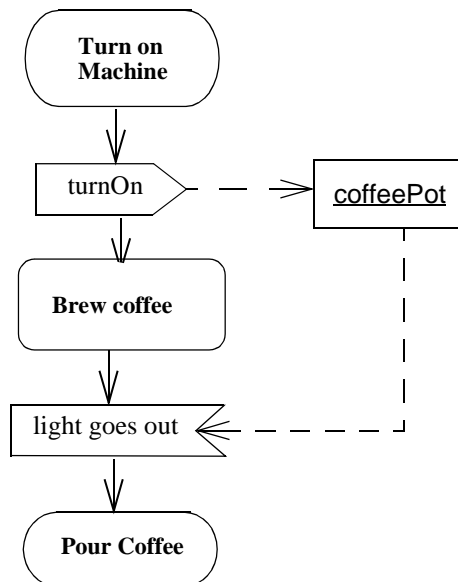 Turn on
Machine
turnOn
coffeePot
Brew coffee
light goes out
Pour Coffee